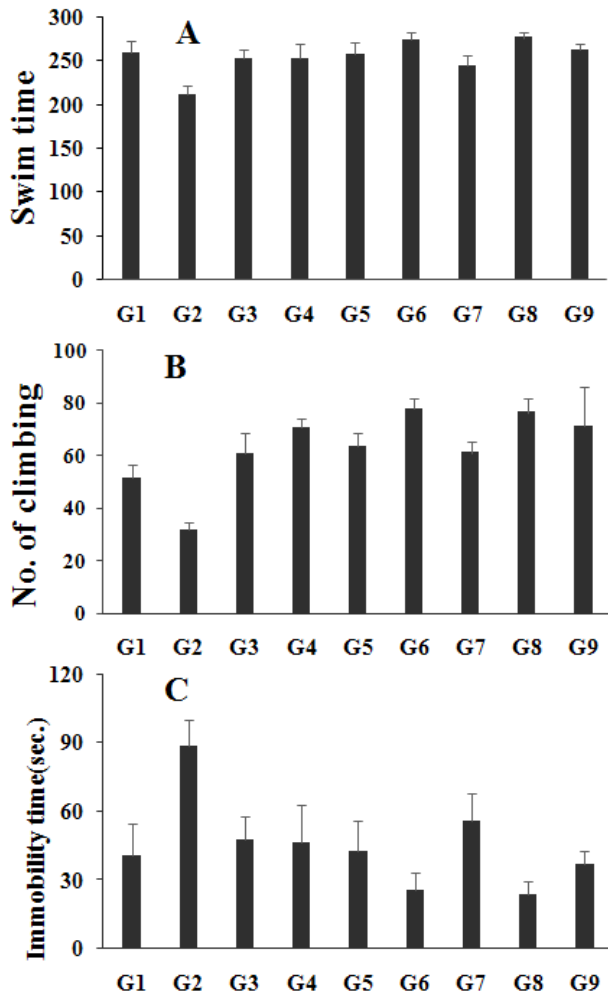 300
A
250
200
150
100
50
0
Swim time
G1 G2 G3 G4 G5 G6 G7 G8 G9
100
B
80
60
40
20
0
No. of climbing
G1 G2 G3 G4 G5 G6 G7 G8 G9
120
C
90
60
30
0
Immobility time(sec.)
G1 G2 G3 G4 G5 G6 G7 G8 G9